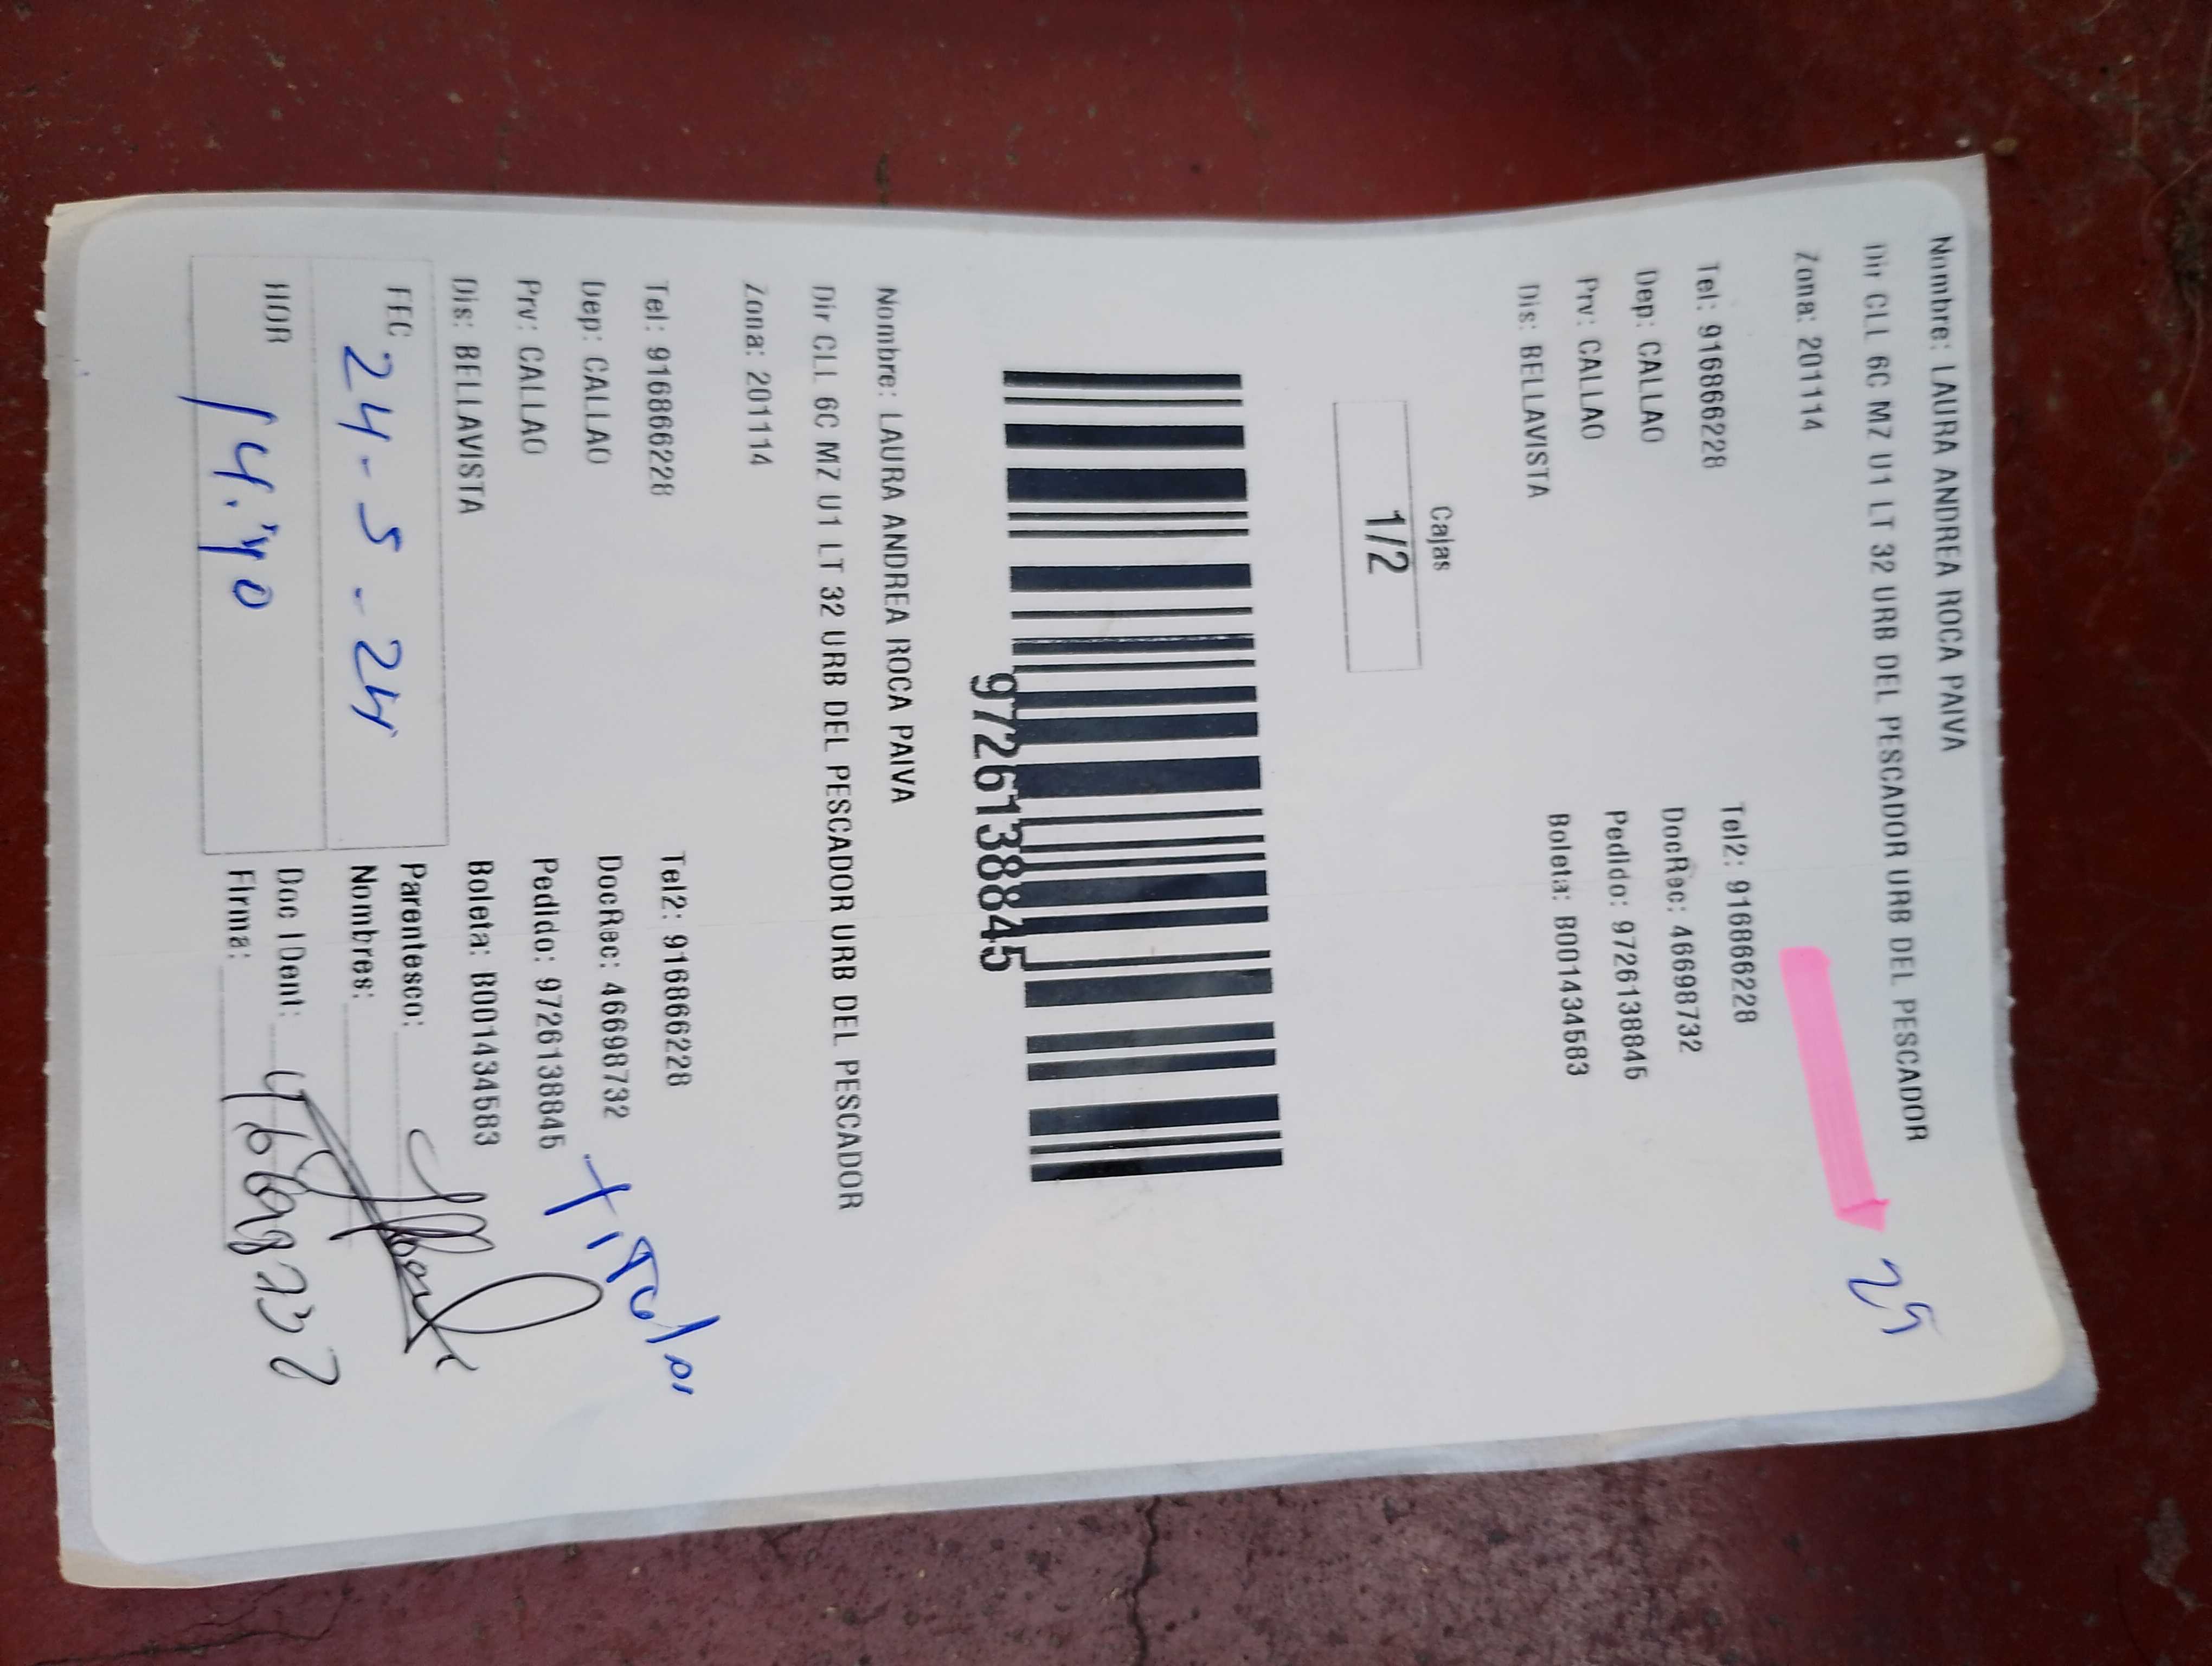 Nombre: LAURA ANDREA ROCA PAIVA
Dir CLL 6C MZ U1 LT 32 URB DEL PESCADOR URB DEL PESCADOR
25
Zona: 201114
Tel: 916866228 Tel2: 916866228
Dep: CALLAO DocRec: 46698732
Prv: CALLAO Pedido: 9726138845
Dis: BELLAVISTA Boleta: B001434583
Cajas
1/2
9726138845
Nombre: LAURA ANDREA ROCA PAIVA
Dir CLL 6C MZ U1 LT 32 URB DEL PESCADOR URB DEL PESCADOR
Zona: 201114
Tel: 916866228 Tel2: 916866228
Dep: CALLAO DocRec: 46698732
Titular
Prv: CALLAO Pedido: 9726138845
Dis: BELLAVISTA Boleta: B001434583
FEC 24-5-24 Parentesco:
Nombres:
HOR 14:40 Doc IDent: 46698732
Firma: